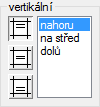 vertikální
nahoru
na střed
dolů